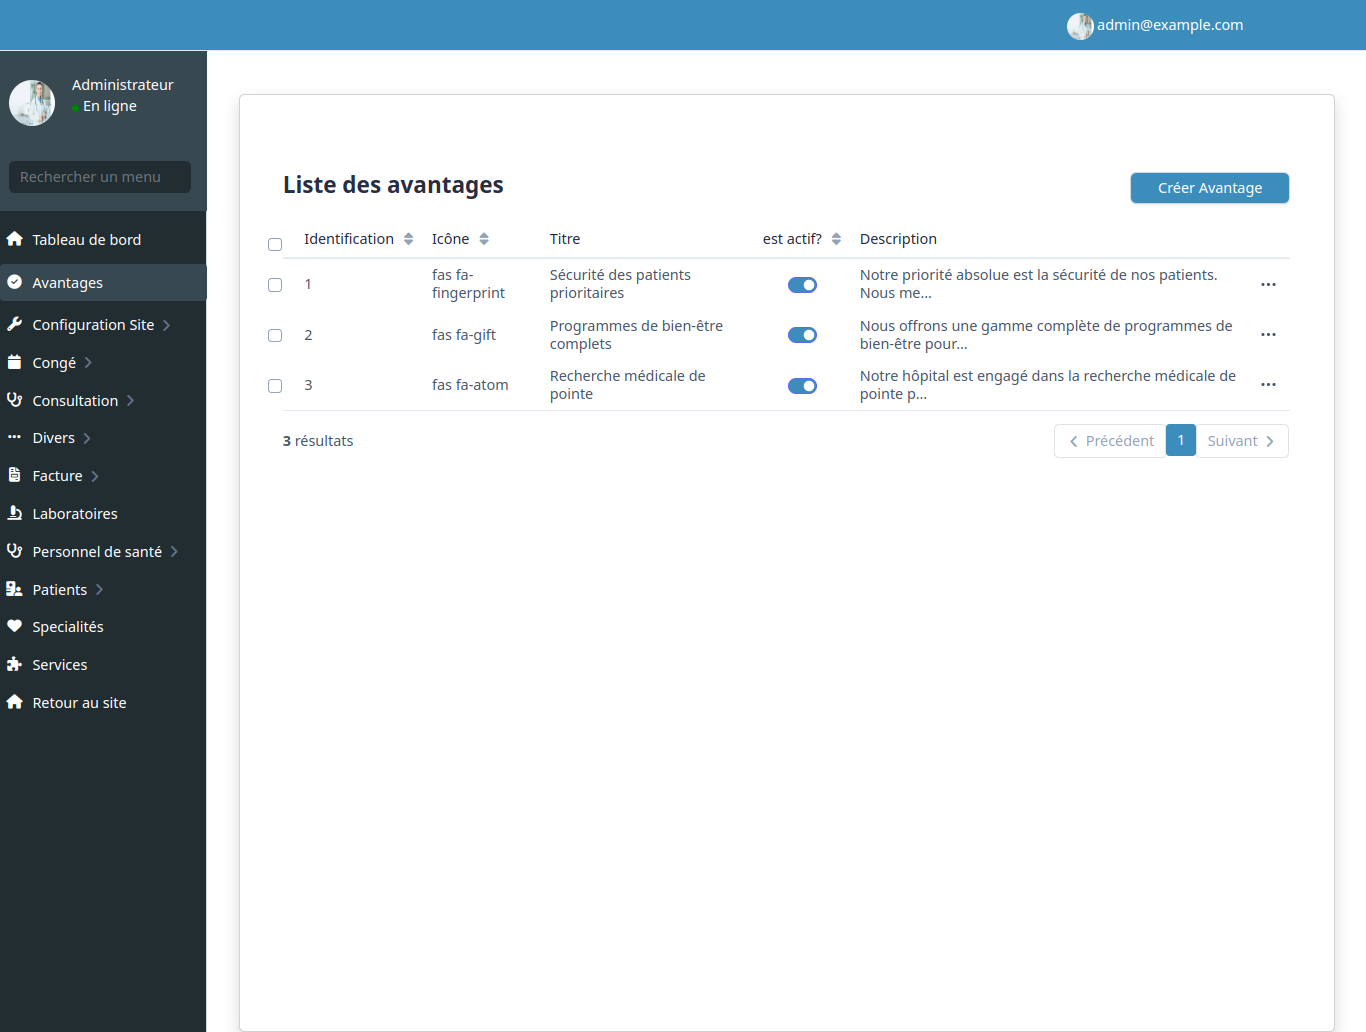 admin@example.com
Administrateur
En ligne
Rechercher un menu
Tableau de bord
Avantages
Configuration Site
Congé
Consultation
Divers
Facture
Laboratoires
Personnel de santé
Patients
Specialités
Services
Retour au site
Liste des avantages
Créer Avantage
Identification Icône Titre est actif? Description
1 fas fa-fingerprint Sécurité des patients prioritaires Notre priorité absolue est la sécurité de nos patients. Nous me...
2 fas fa-gift Programmes de bien-être complets Nous offrons une gamme complète de programmes de bien-être pour...
3 fas fa-atom Recherche médicale de pointe Notre hôpital est engagé dans la recherche médicale de pointe p...
3 résultats
Précédent 1 Suivant